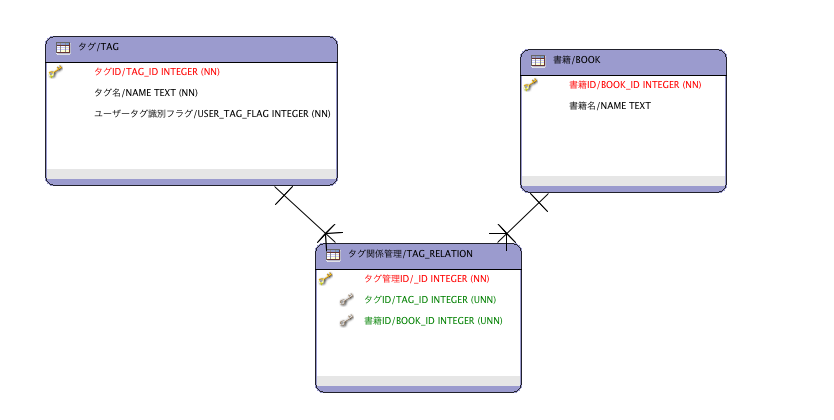 タグ/TAG
タグID/TAG_ID INTEGER (NN)
タグ名/NAME TEXT (NN)
ユーザータグ識別フラグ/USER_TAG_FLAG INTEGER (NN)
書籍/BOOK
書籍ID/BOOK_ID INTEGER (NN)
書籍名/NAME TEXT
タグ関係管理/TAG_RELATION
タグ管理ID/_ID INTEGER (NN)
タグID/TAG_ID INTEGER (UNN)
書籍ID/BOOK_ID INTEGER (UNN)